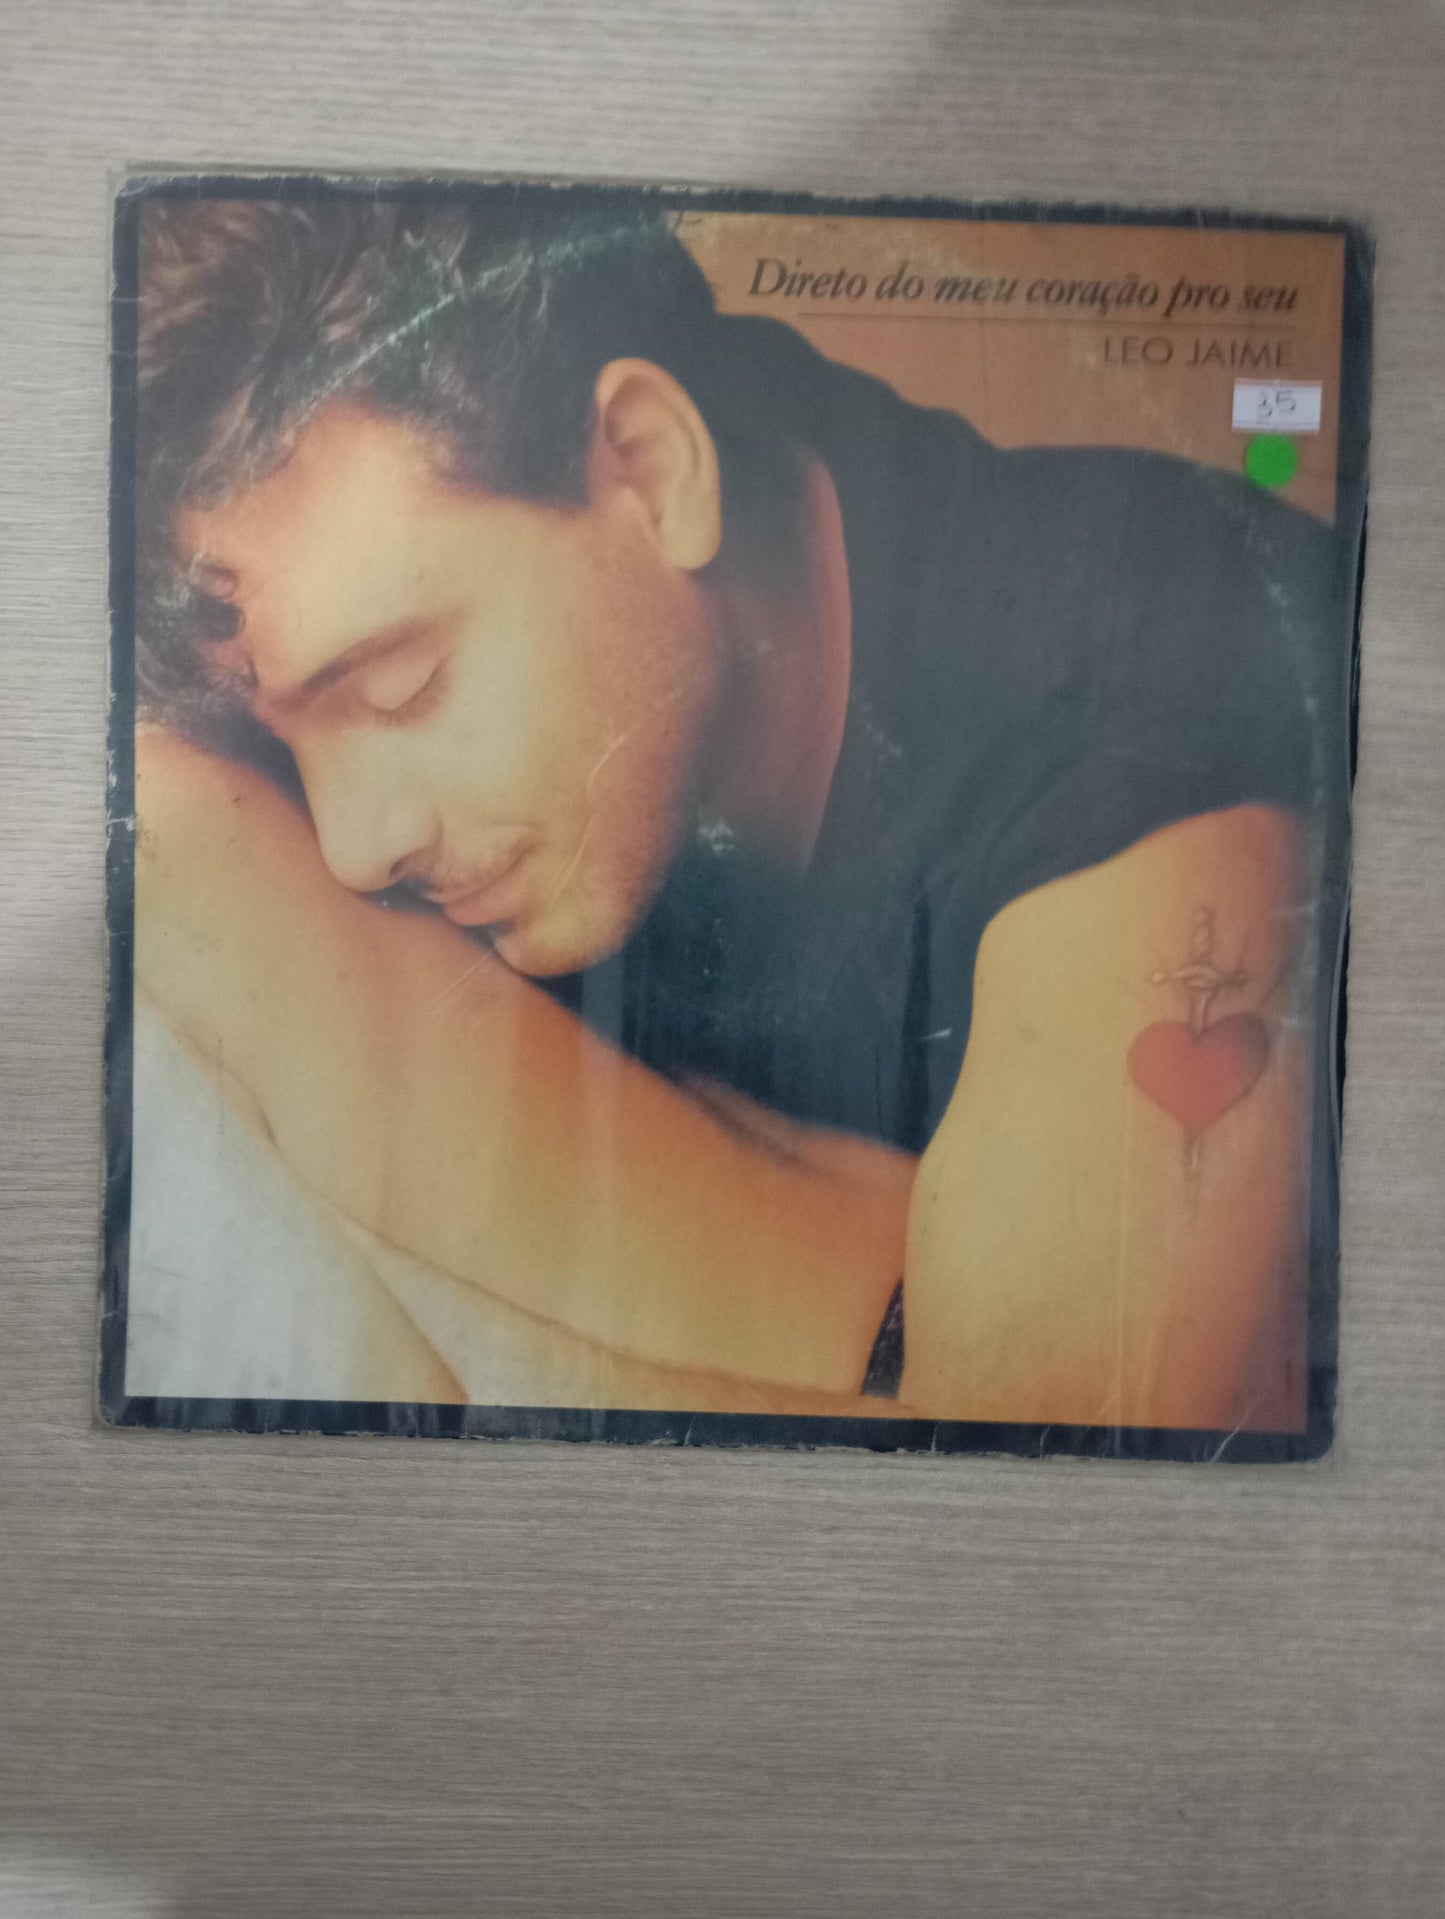 Direto do meu coração pro seu
LEO JAIME
35